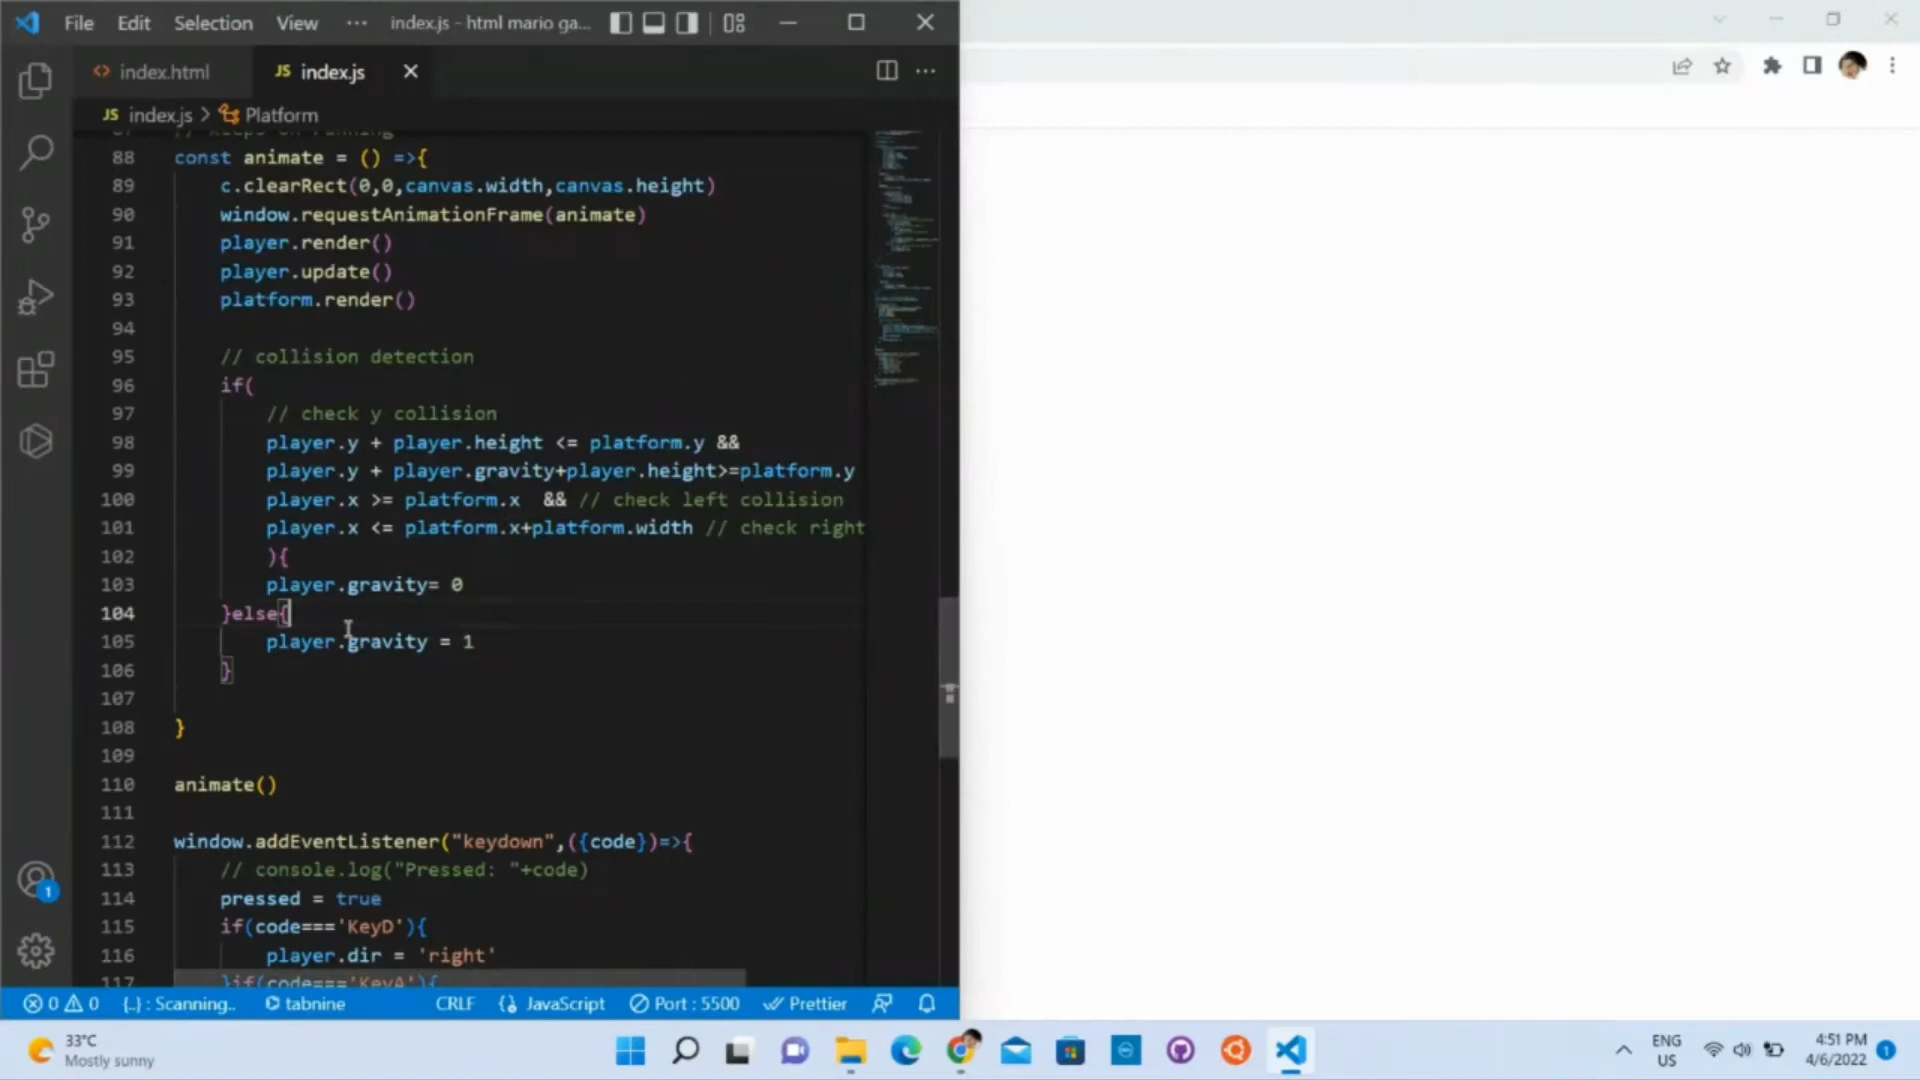 File Edit Selection View ··· index.js - html mario ga...
index.html JS index.js
JS index.js > Platform
87 // keeps on running
88 const animate = () =>{
89 c.clearRect(0,0,canvas.width,canvas.height)
90 window.requestAnimationFrame(animate)
91 player.render()
92 player.update()
93 platform.render()
94
95 // collision detection
96 if(
97 // check y collision
98 player.y + player.height <= platform.y &&
99 player.y + player.gravity+player.height>=platform.y
100 player.x >= platform.x && // check left collision
101 player.x <= platform.x+platform.width // check right
102 ){
103 player.gravity= 0
104 }else{
105 player.gravity = 1
106 }
107
108 }
109
110 animate()
111
112 window.addEventListener("keydown",({code})=>{
113 // console.log("Pressed: "+code)
114 pressed = true
115 if(code==='KeyD'){
116 player.dir = 'right'
117 }if(code==='KeyA'){
1
0 0 {..} : Scanning.. tabnine CRLF JavaScript Port : 5500 Prettier
33°C
Mostly sunny
ENG
US
4:51 PM
4/6/2022
1